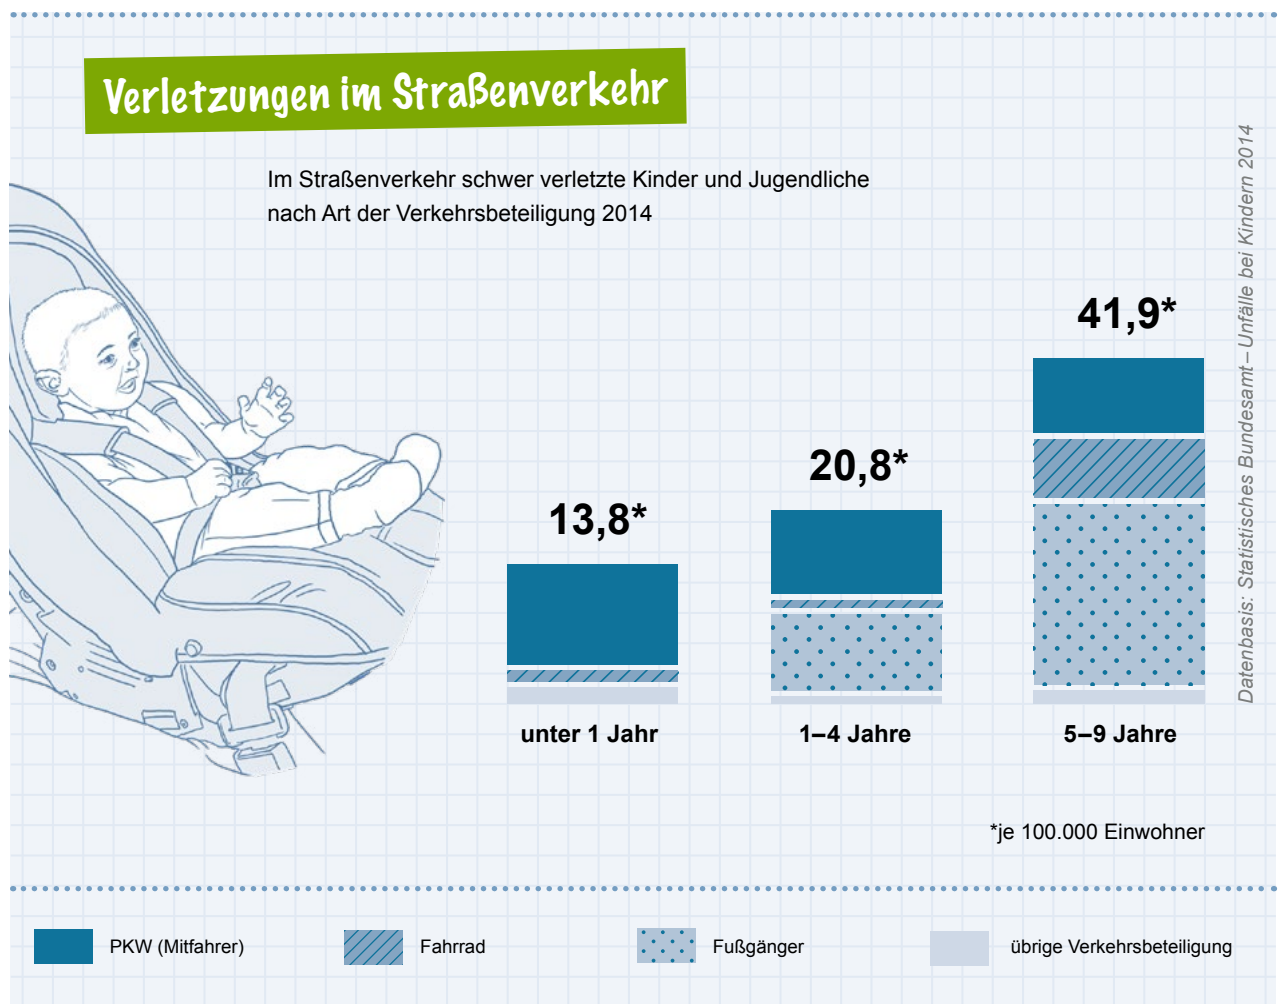 Verletzungen im Straßenverkehr
Im Straßenverkehr schwer verletzte Kinder und Jugendliche
nach Art der Verkehrsbeteiligung 2014
Datenbasis: Statistisches Bundesamt – Unfälle bei Kindern 2014
13,8*
20,8*
41,9*
unter 1 Jahr
1–4 Jahre
5–9 Jahre
*je 100.000 Einwohner
PKW (Mitfahrer)
Fahrrad
Fußgänger
übrige Verkehrsbeteiligung